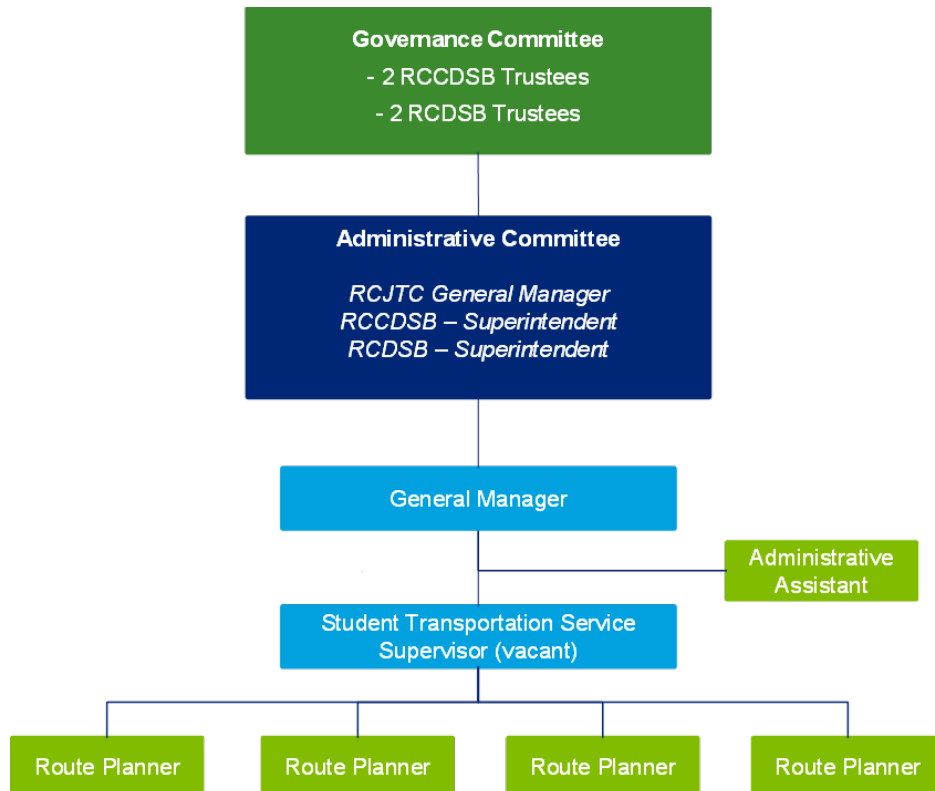 Governance Committee
- 2 RCCDSB Trustees
- 2 RCDSB Trustees
Administrative Committee
RCJTC General Manager
RCCDSB – Superintendent
RCDSB – Superintendent
General Manager
Administrative
Assistant
Student Transportation Service
Supervisor (vacant)
Route Planner
Route Planner
Route Planner
Route Planner